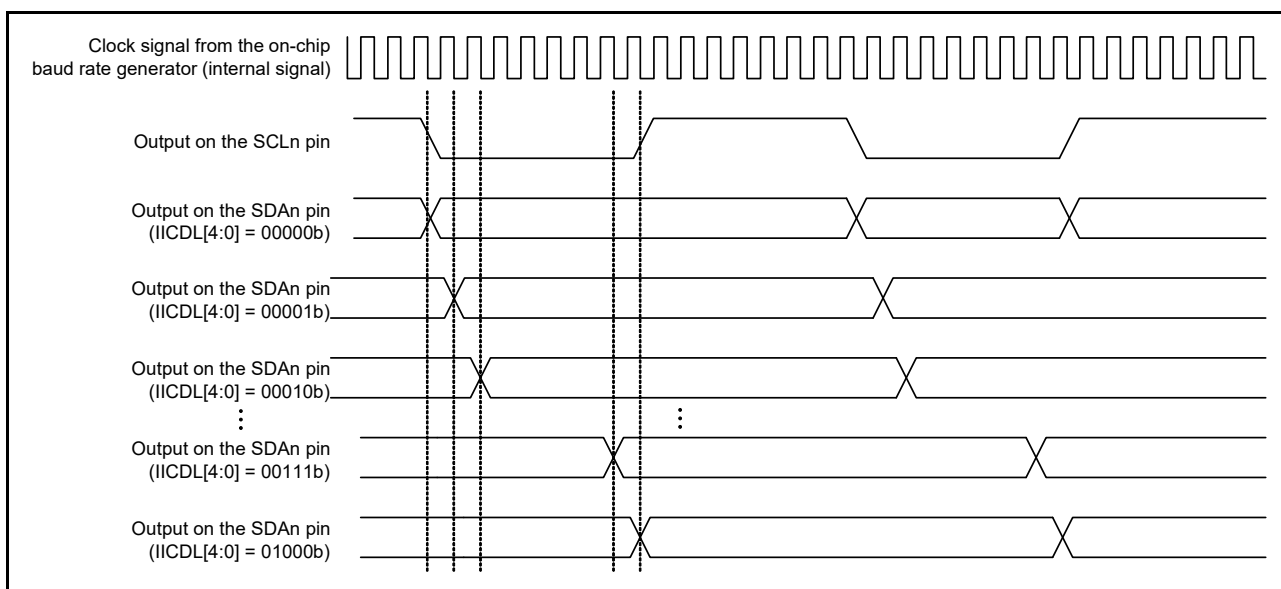 Clock signal from the on-chip
baud rate generator (internal signal)
Output on the SCLn pin
Output on the SDAn pin
(IICDL[4:0] = 00000b)
Output on the SDAn pin
(IICDL[4:0] = 00001b)
Output on the SDAn pin
(IICDL[4:0] = 00010b)
Output on the SDAn pin
(IICDL[4:0] = 00111b)
Output on the SDAn pin
(IICDL[4:0] = 01000b)